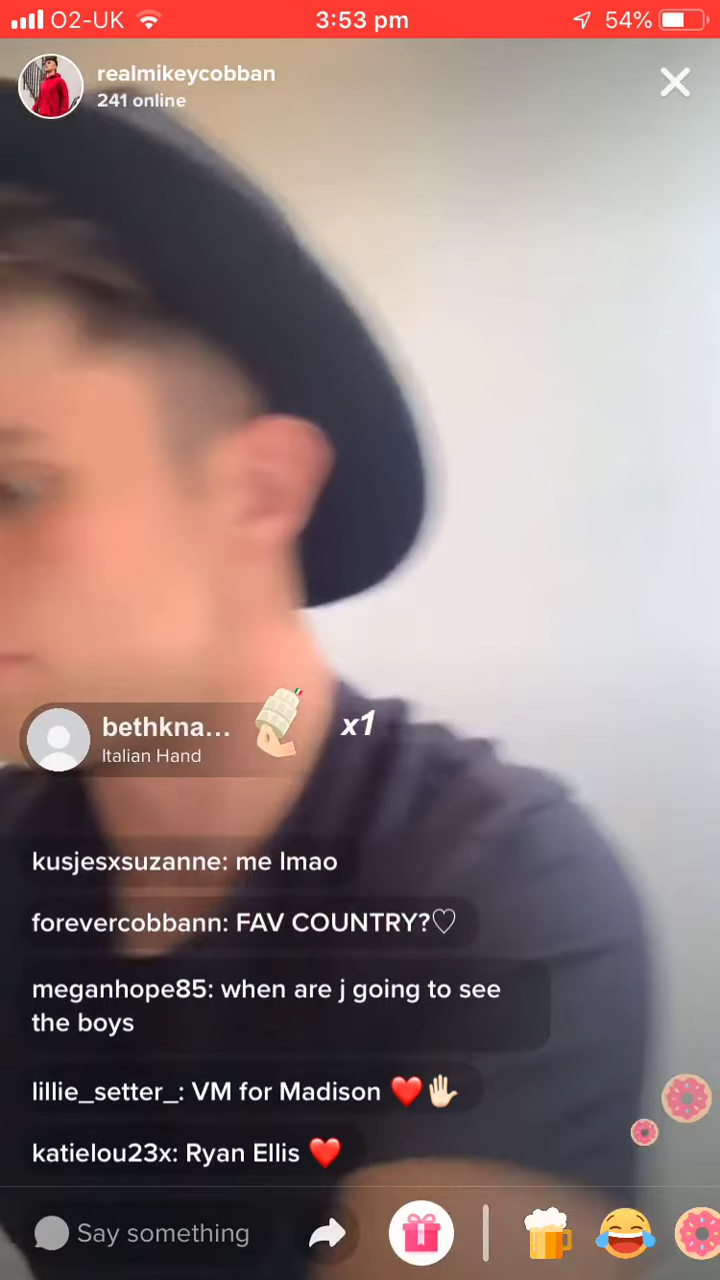 O2-UK 3:53 pm 54%
realmikeycobban
241 online
bethkna...
Italian Hand
x1
kusjesxsuzanne: me lmao
forevercobbann: FAV COUNTRY?♡
meganhope85: when are j going to see
the boys
lillie_setter_: VM for Madison ❤️✋🏻
katielou23x: Ryan Ellis ❤️
Say something